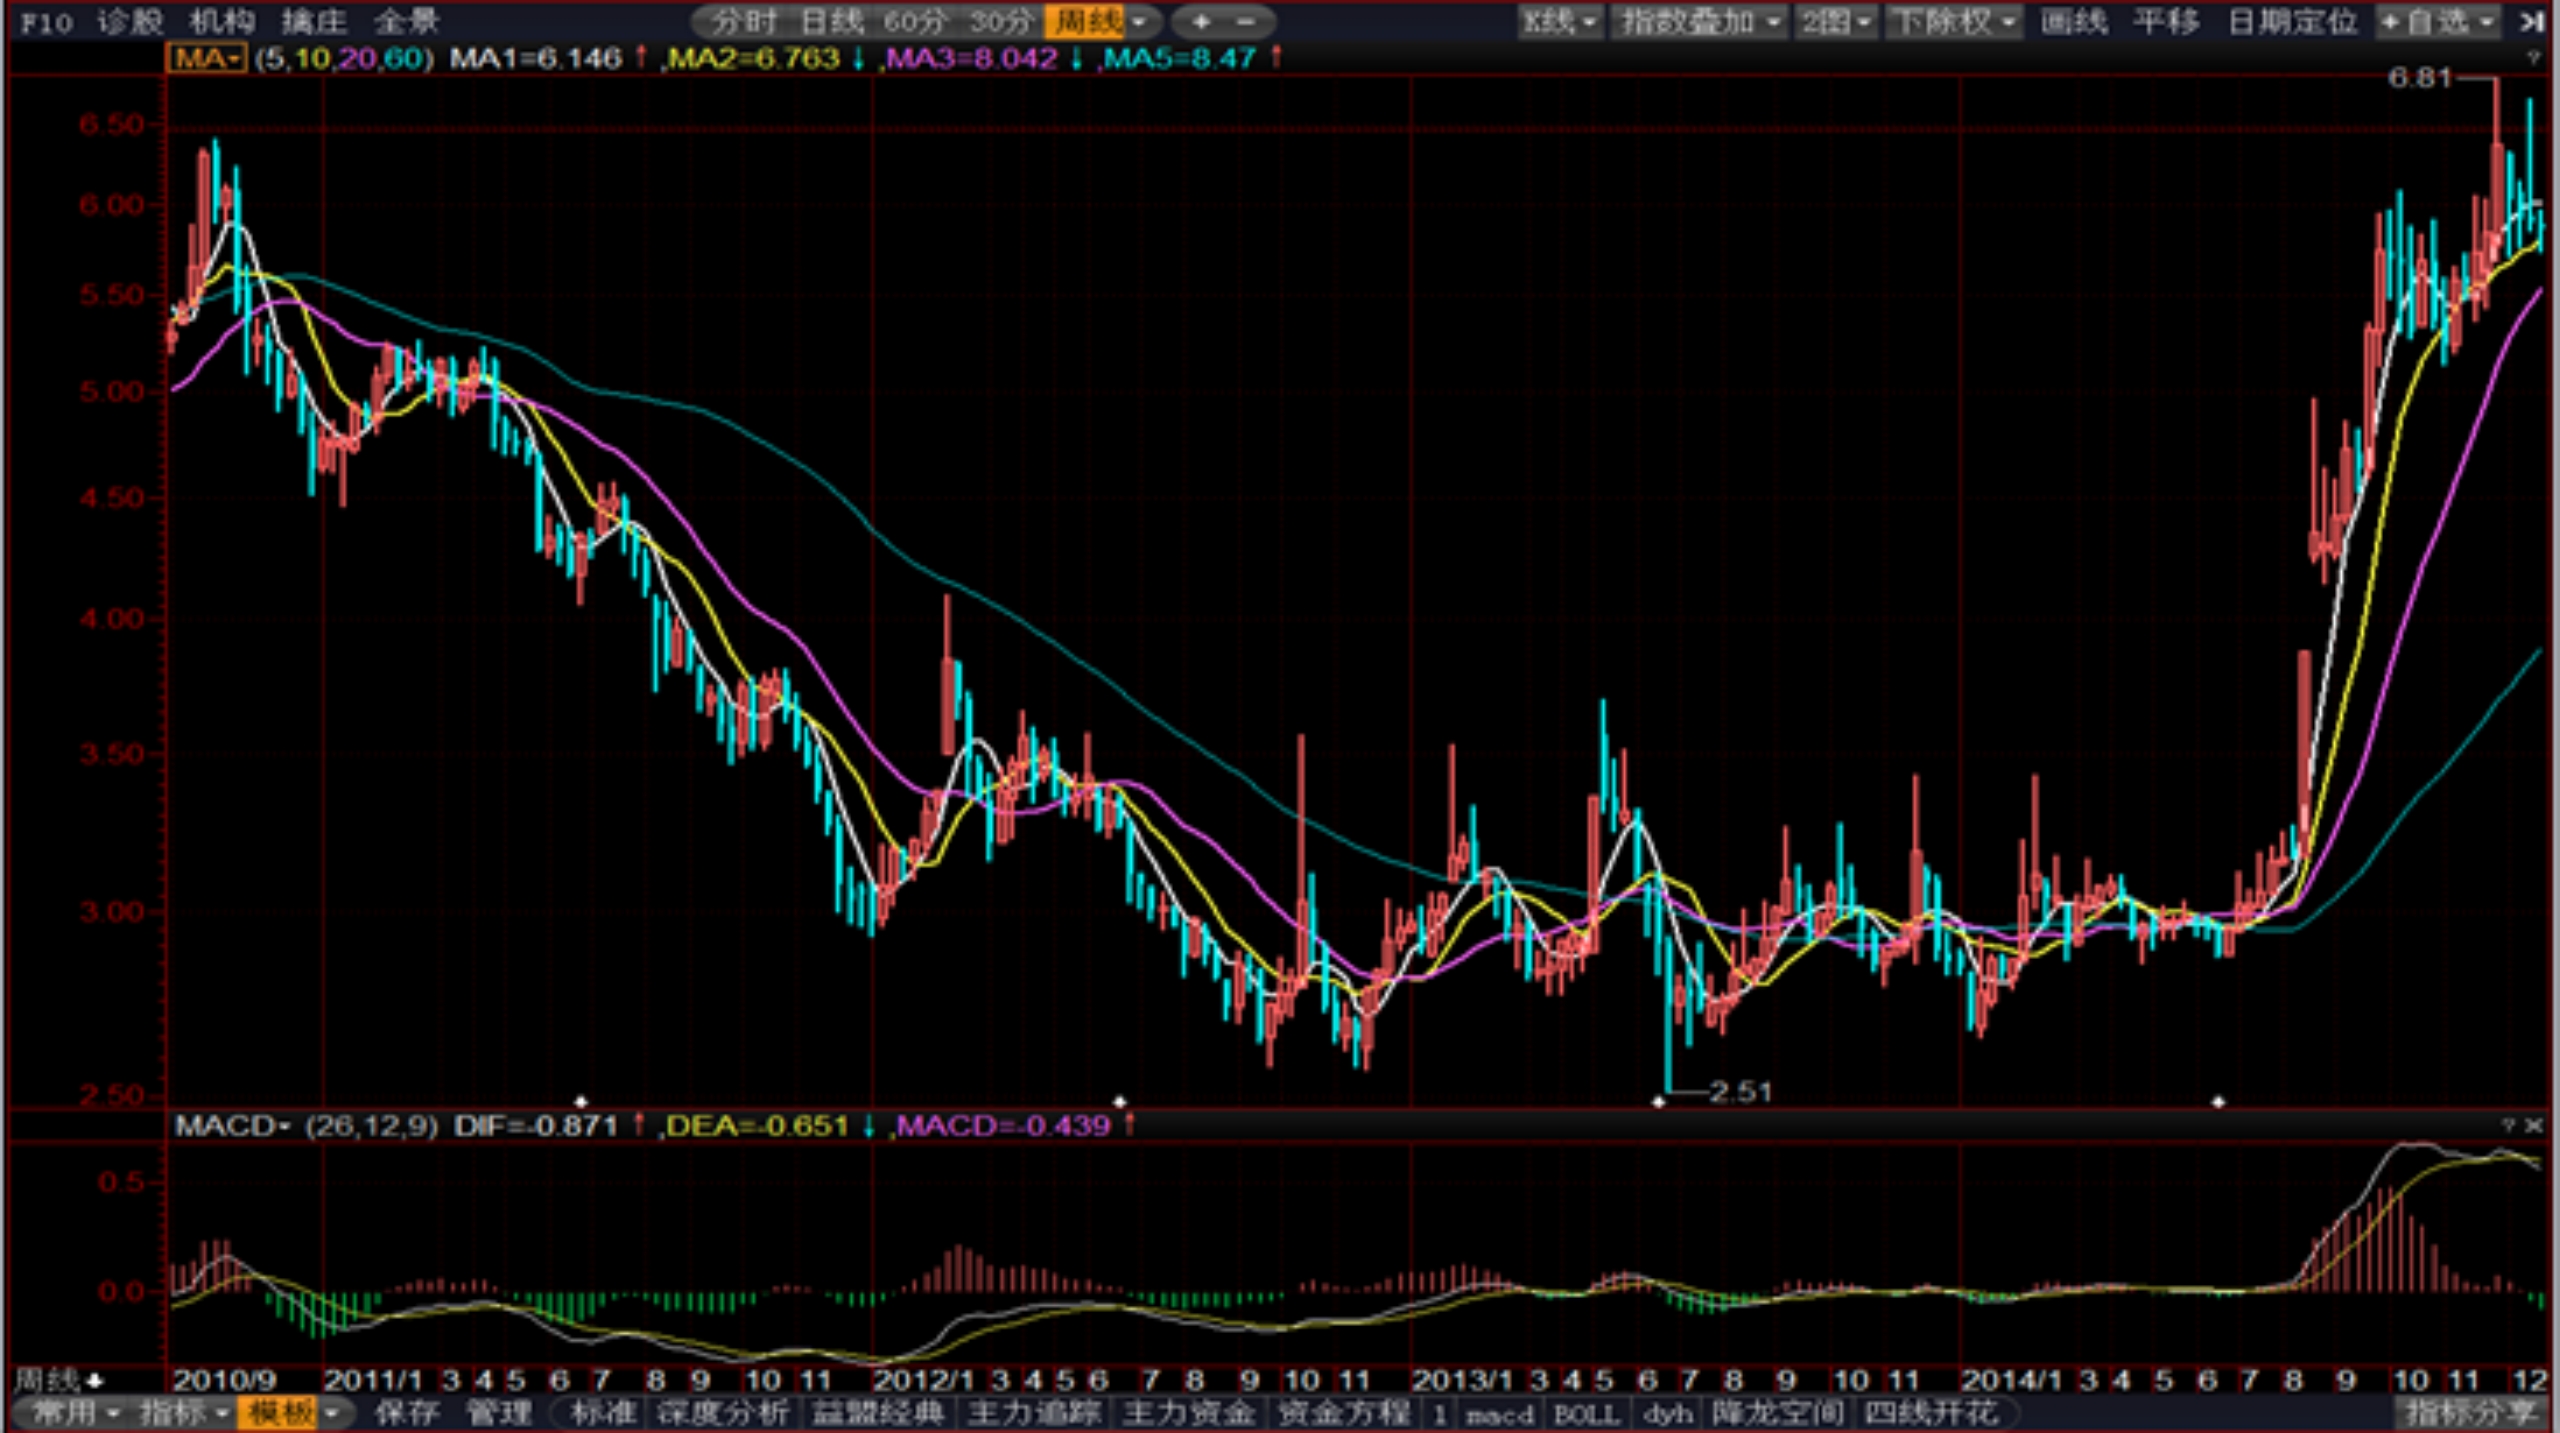 F10 诊股 机构 擒庄 全景 分时 日线 60分 30分 周线 + - K线 指数叠加 2图 下除权 画线 平移 日期定位 +自选
MA (5,10,20,60) MA1=6.146 ↑ ,MA2=6.763 ↓ ,MA3=8.042 ↓ ,MA5=8.47 ↑ ?
6.81
6.50
6.00
5.50
5.00
4.50
4.00
3.50
3.00
2.50
2.51
MACD (26,12,9) DIF=-0.871 ↑ ,DEA=-0.651 ↓ ,MACD=-0.439 ↑ ? ×
0.5
0.0
周线 2010/9 2011/1 3 4 5 6 7 8 9 10 11 2012/1 3 4 5 6 7 8 9 10 11 2013/1 3 4 5 6 7 8 9 10 11 2014/1 3 4 5 6 7 8 9 10 11 12
常用 指标 模板 保存 管理 标准 深度分析 益盟经典 主力追踪 主力资金 资金方程 1 macd BOLL dyh 降龙空间 四线开花 指标分享